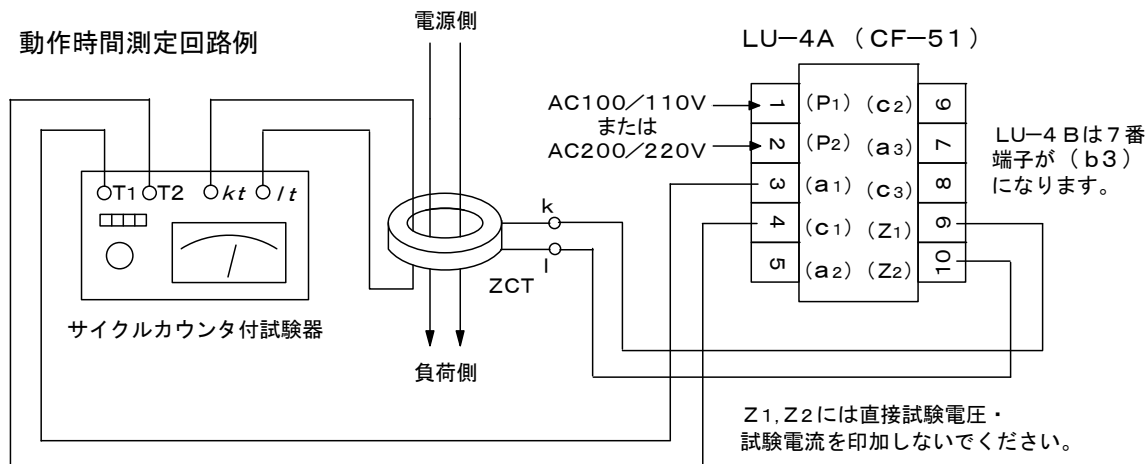 動作時間測定回路例
電源側
LU−4A（CF−51）
AC100／110V
または
AC200／220V
1 (P1) (c2) 6
2 (P2) (a3) 7
3 (a1) (c3) 8
4 (c1) (Z1) 9
5 (a2) (Z2) 10
LU−4Bは7番
端子が（b3）
になります。
T1 T2 kt lt
サイクルカウンタ付試験器
k
l
ZCT
負荷側
Z1,Z2には直接試験電圧・
試験電流を印加しないでください。